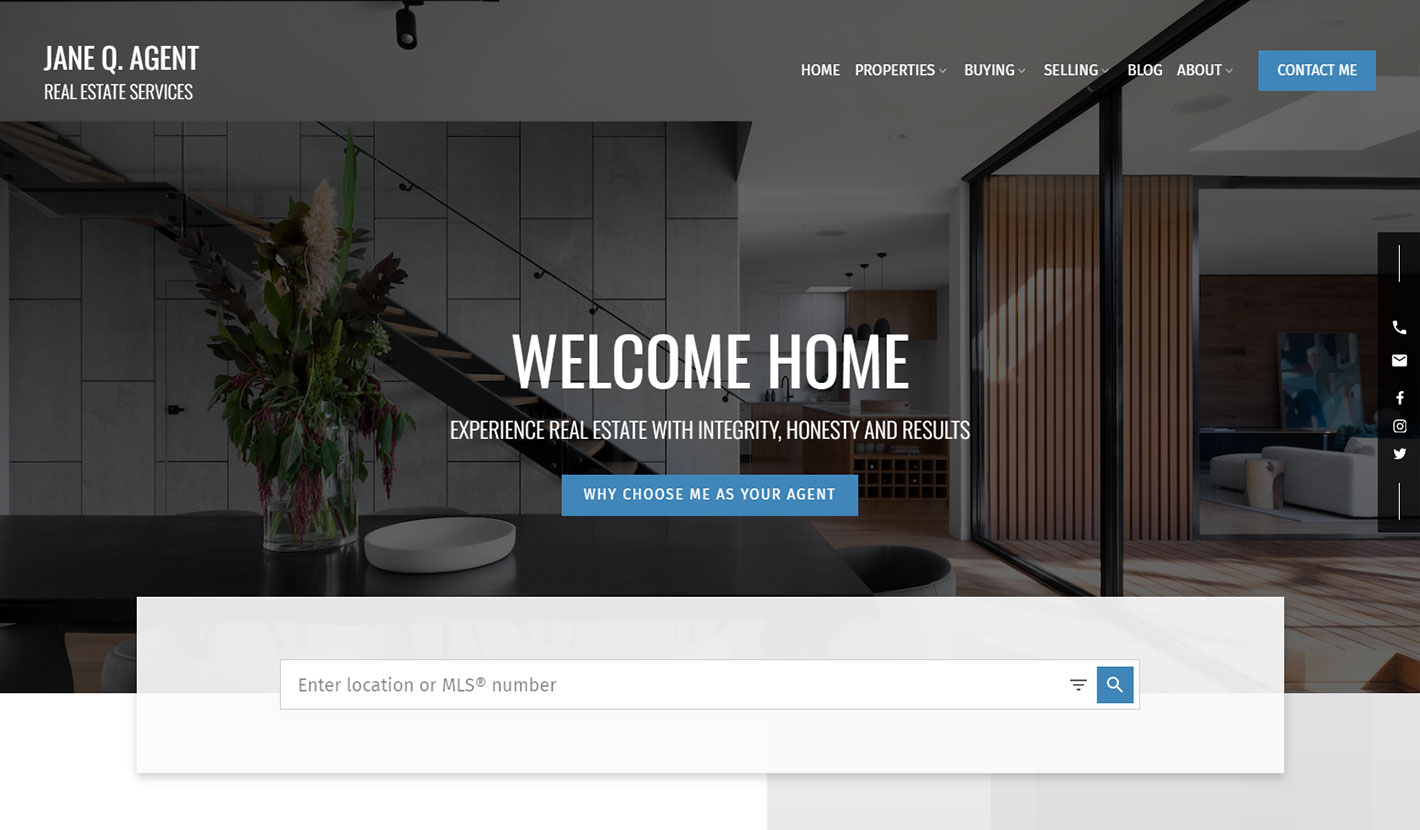 JANE Q. AGENT
REAL ESTATE SERVICES
HOME PROPERTIES BUYING SELLING BLOG ABOUT CONTACT ME
WELCOME HOME
EXPERIENCE REAL ESTATE WITH INTEGRITY, HONESTY AND RESULTS
WHY CHOOSE ME AS YOUR AGENT
Enter location or MLS® number